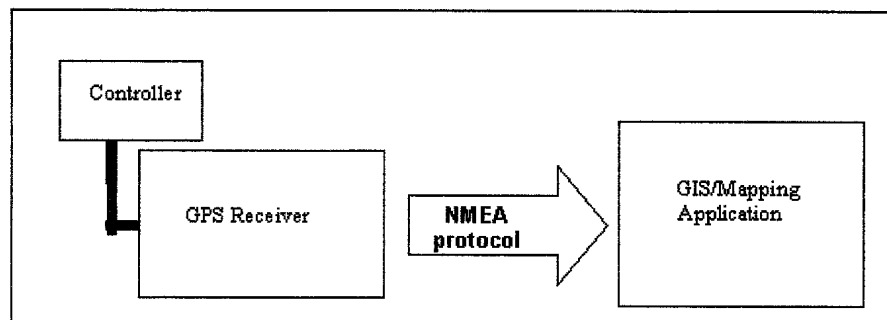 Controller
GPS Receiver
NMEA
protocol
GIS/Mapping
Application